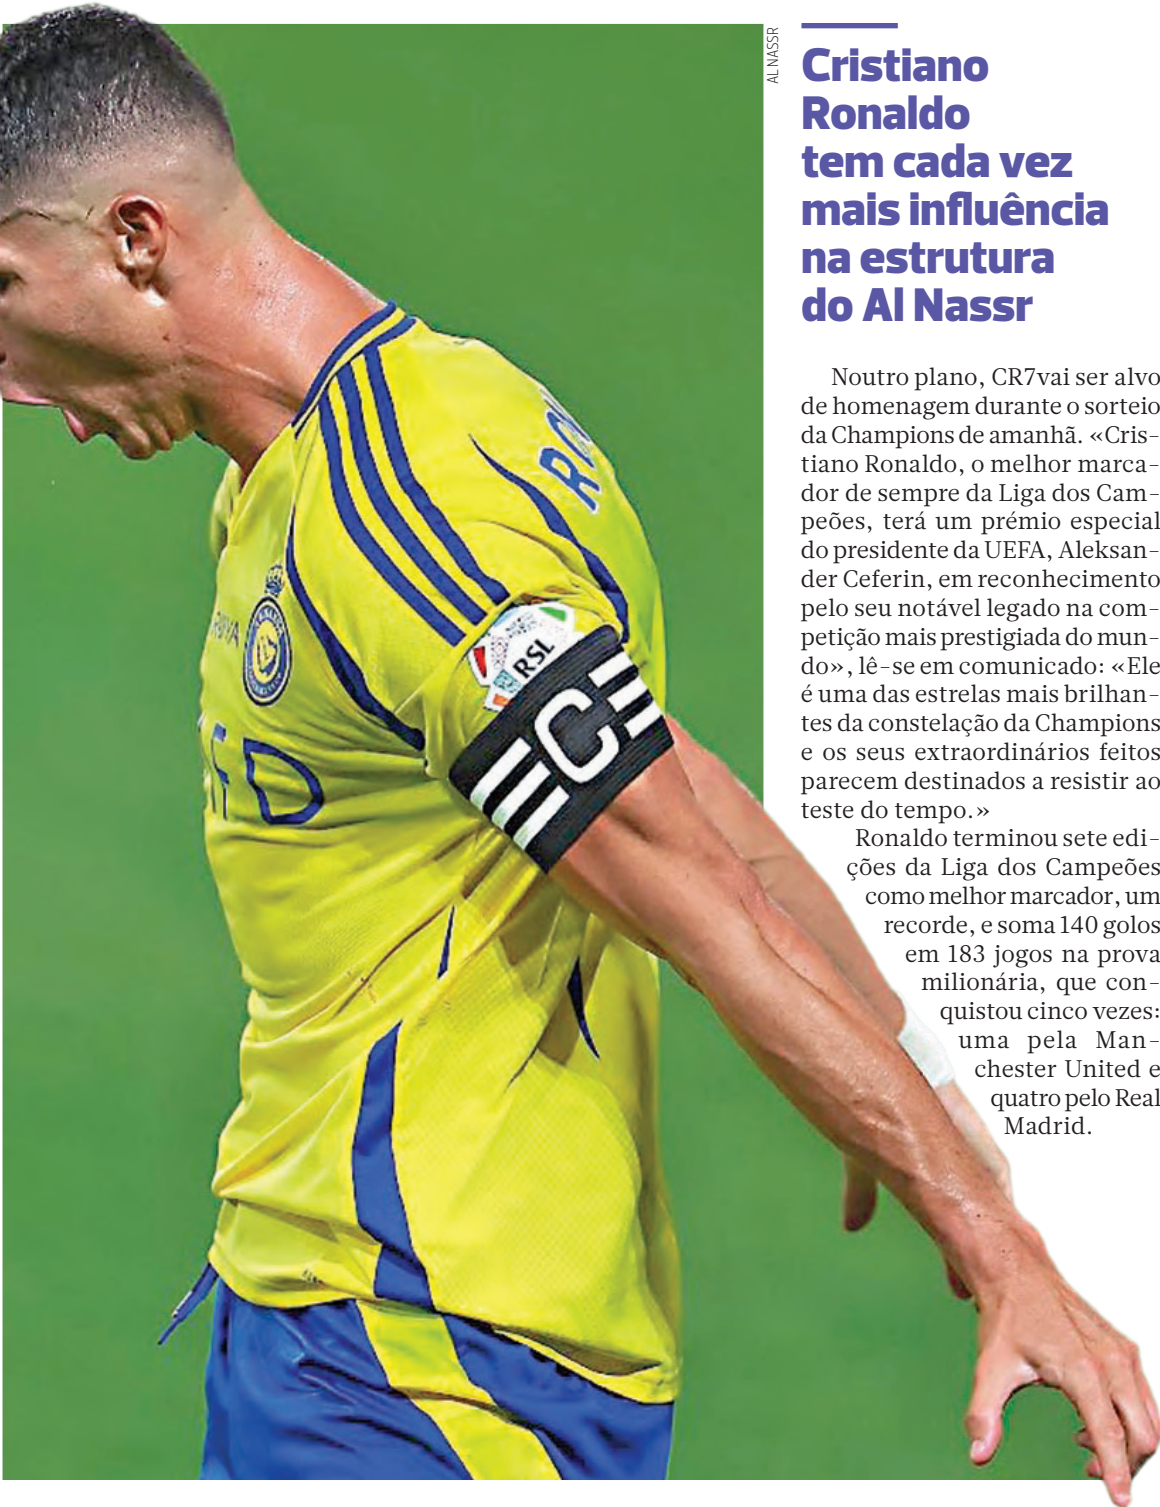 AL NASSR
Cristiano
Ronaldo
tem cada vez
mais influência
na estrutura
do Al Nassr
Noutro plano, CR7vai ser alvo
de homenagem durante o sorteio
da Champions de amanhã. «Cris-
tiano Ronaldo, o melhor marca-
dor de sempre da Liga dos Cam-
peões, terá um prémio especial
do presidente da UEFA, Aleksan-
der Ceferin, em reconhecimento
pelo seu notável legado na com-
petição mais prestigiada do mun-
do», lê-se em comunicado: «Ele
é uma das estrelas mais brilhan-
tes da constelação da Champions
e os seus extraordinários feitos
parecem destinados a resistir ao
teste do tempo.»
Ronaldo terminou sete edi-
ções da Liga dos Campeões
como melhor marcador, um
recorde, e soma 140 golos
em 183 jogos na prova
milionária, que con-
quistou cinco vezes:
uma pela Man-
chester United e
quatro pelo Real
Madrid.
RSL
C